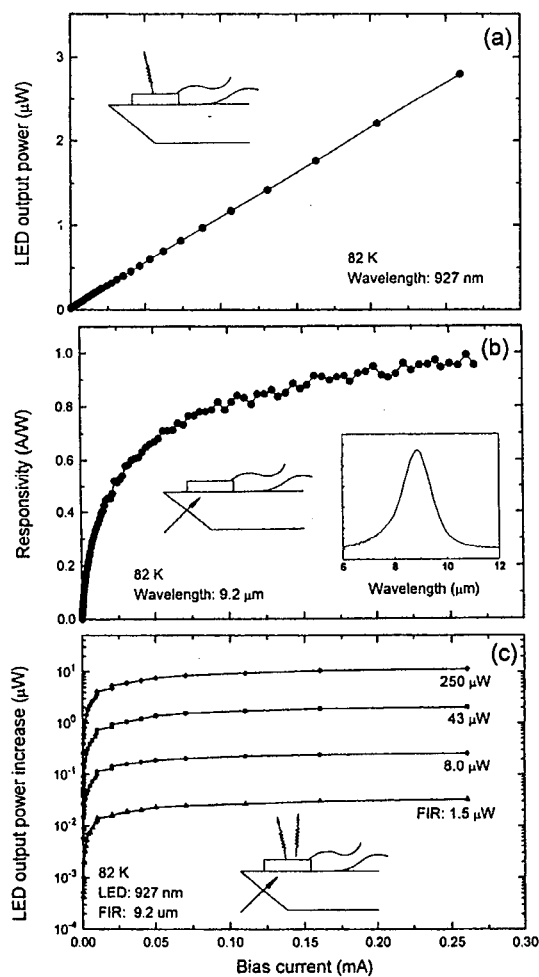 (a)
LED output power (μW)
3
2
1
0
82 K
Wavelength: 927 nm
(b)
Responsivity (A/W)
1.0
0.8
0.6
0.4
0.2
0.0
82 K
Wavelength: 9.2 μm
6
8
10
12
Wavelength (μm)
(c)
LED output power increase (μW)
10¹
10⁰
10⁻¹
10⁻²
10⁻³
10⁻⁴
250 μW
43 μW
8.0 μW
FIR: 1.5 μW
82 K
LED: 927 nm
FIR: 9.2 um
0.00
0.05
0.10
0.15
0.20
0.25
0.30
Bias current (mA)